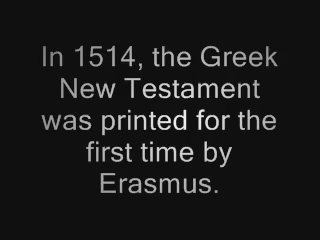 In 1514, the Greek
New Testament
was printed for the
first time by
Erasmus.